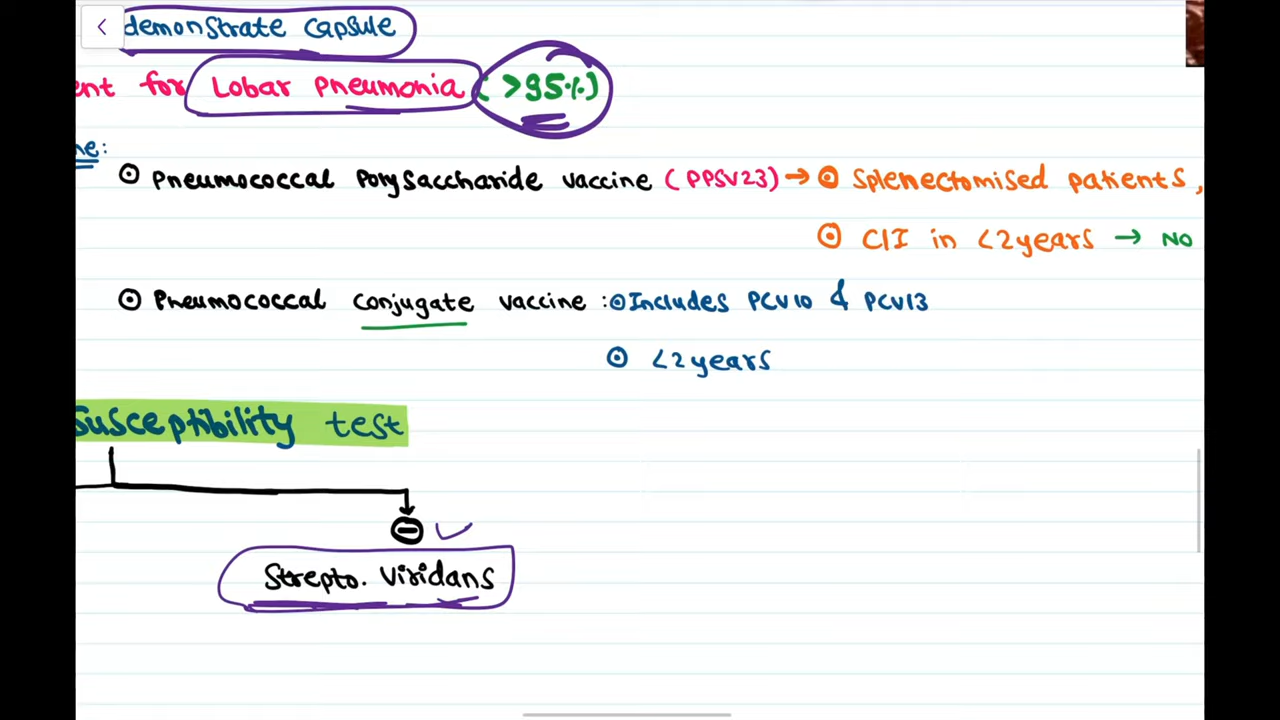 demonstrate capsule
ent for Lobar pneumonia (>95%)
ne:
⊙ Pneumococcal Polysaccharide vaccine (PPSV23) → ⊙ Splenectomised patients,
⊙ C/I in <2years → NO
⊙ Pneumococcal conjugate vaccine : ⊙ Includes PCV10 & PCV13
⊙ <2years
Susceptibility test
⊖ ✓
Strepto. Viridans